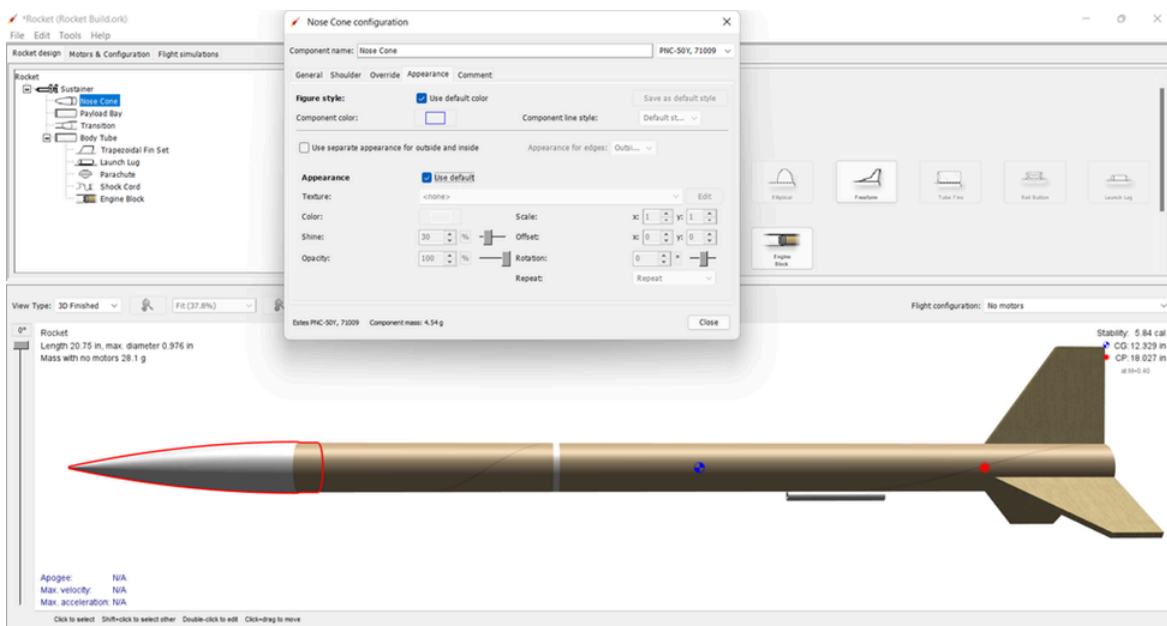 *Rocket (Rocket Build.ork)
File Edit Tools Help
Rocket design Motors & Configuration Flight simulations
Rocket
Sustainer
Nose Cone
Payload Bay
Transition
Body Tube
Trapezoidal Fin Set
Launch Lug
Parachute
Shock Cord
Engine Block
Nose Cone configuration
Component name: Nose Cone PNC-50Y, 71009
General Shoulder Override Appearance Comment
Figure style: Use default color Save as default style
Component color: Component line style: Default st...
Use separate appearance for outside and inside Appearance for edges: Outsi...
Appearance Use default
Texture: <none> Edit
Color: Scale: x: 1 y: 1
Shine: 30 % Offset: x: 0 y: 0
Opacity: 100 % Rotation: 0 °
Repeat: Repeat
Estes PNC-50Y, 71009 Component mass: 4.54 g Close
Elliptical Freeform Tube Fins Rail Button Launch Lug
Engine
Block
View Type: 3D Finished Fit (37.8%) Flight configuration: No motors
0°
Rocket
Length 20.75 in, max. diameter 0.976 in
Mass with no motors 28.1 g
Stability: 5.84 cal
CG: 12.329 in
CP: 18.027 in
at M=0.40
Apogee: N/A
Max. velocity: N/A
Max. acceleration: N/A
Click to select Shift+click to select other Double-click to edit Click+drag to move